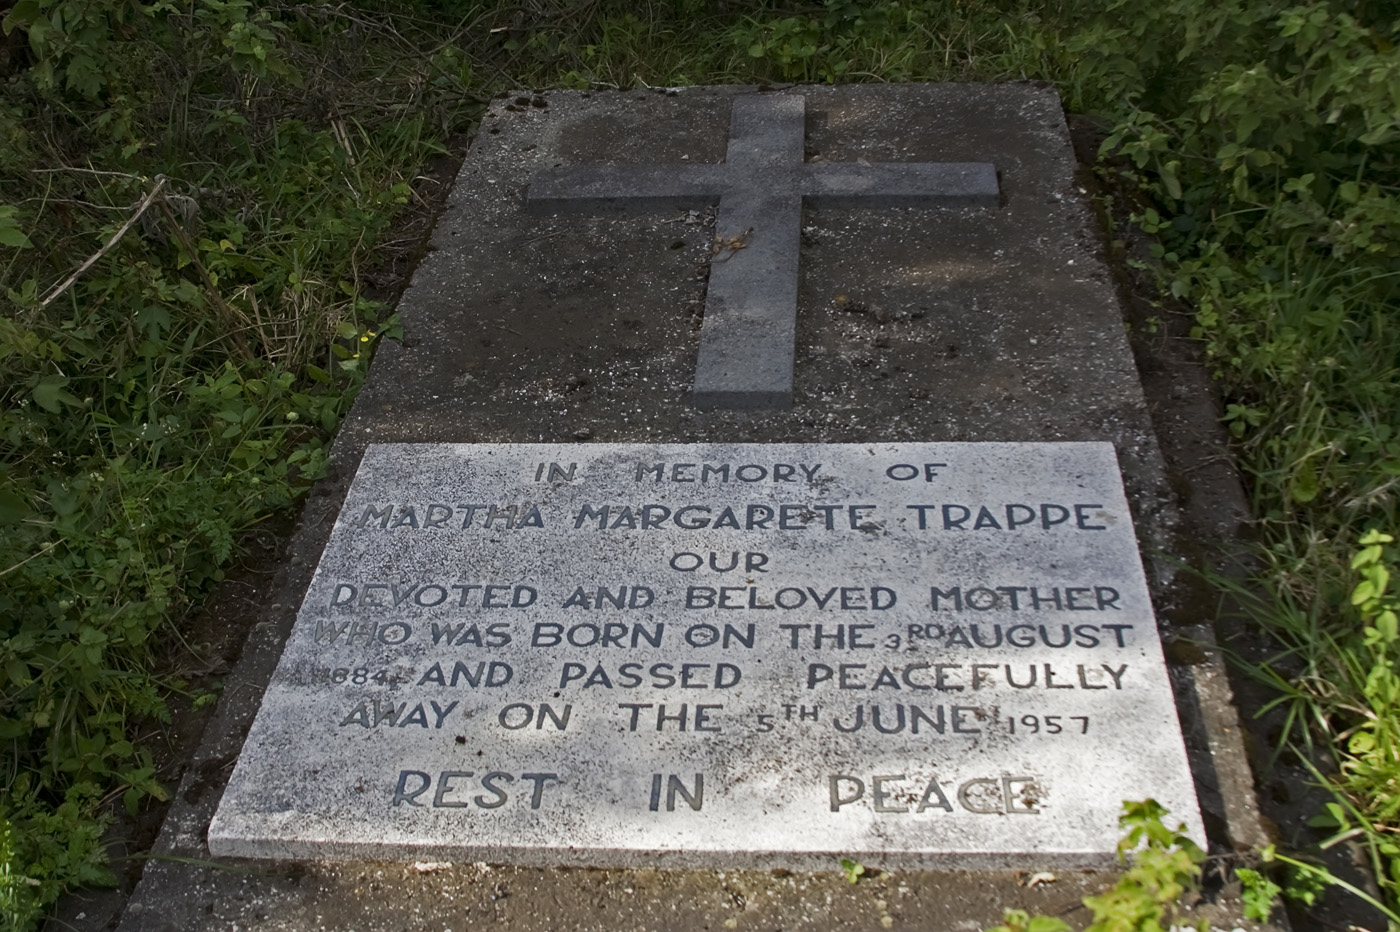 IN MEMORY OF
MARTHA MARGARETE TRAPPE
OUR
DEVOTED AND BELOVED MOTHER
WHO WAS BORN ON THE 3RD AUGUST
1884 AND PASSED PEACEFULLY
AWAY ON THE 5TH JUNE 1957
REST IN PEACE